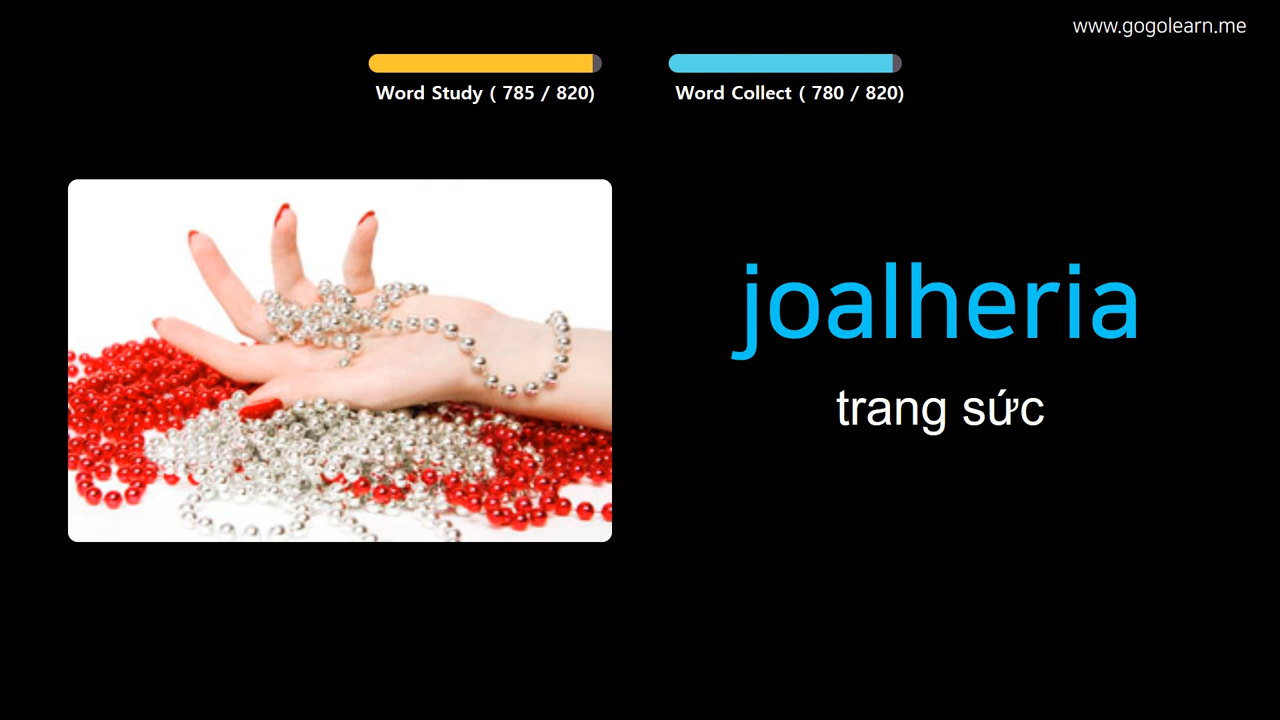 www.gogolearn.me
Word Study ( 785 / 820)
Word Collect ( 780 / 820)
joalheria
trang sức